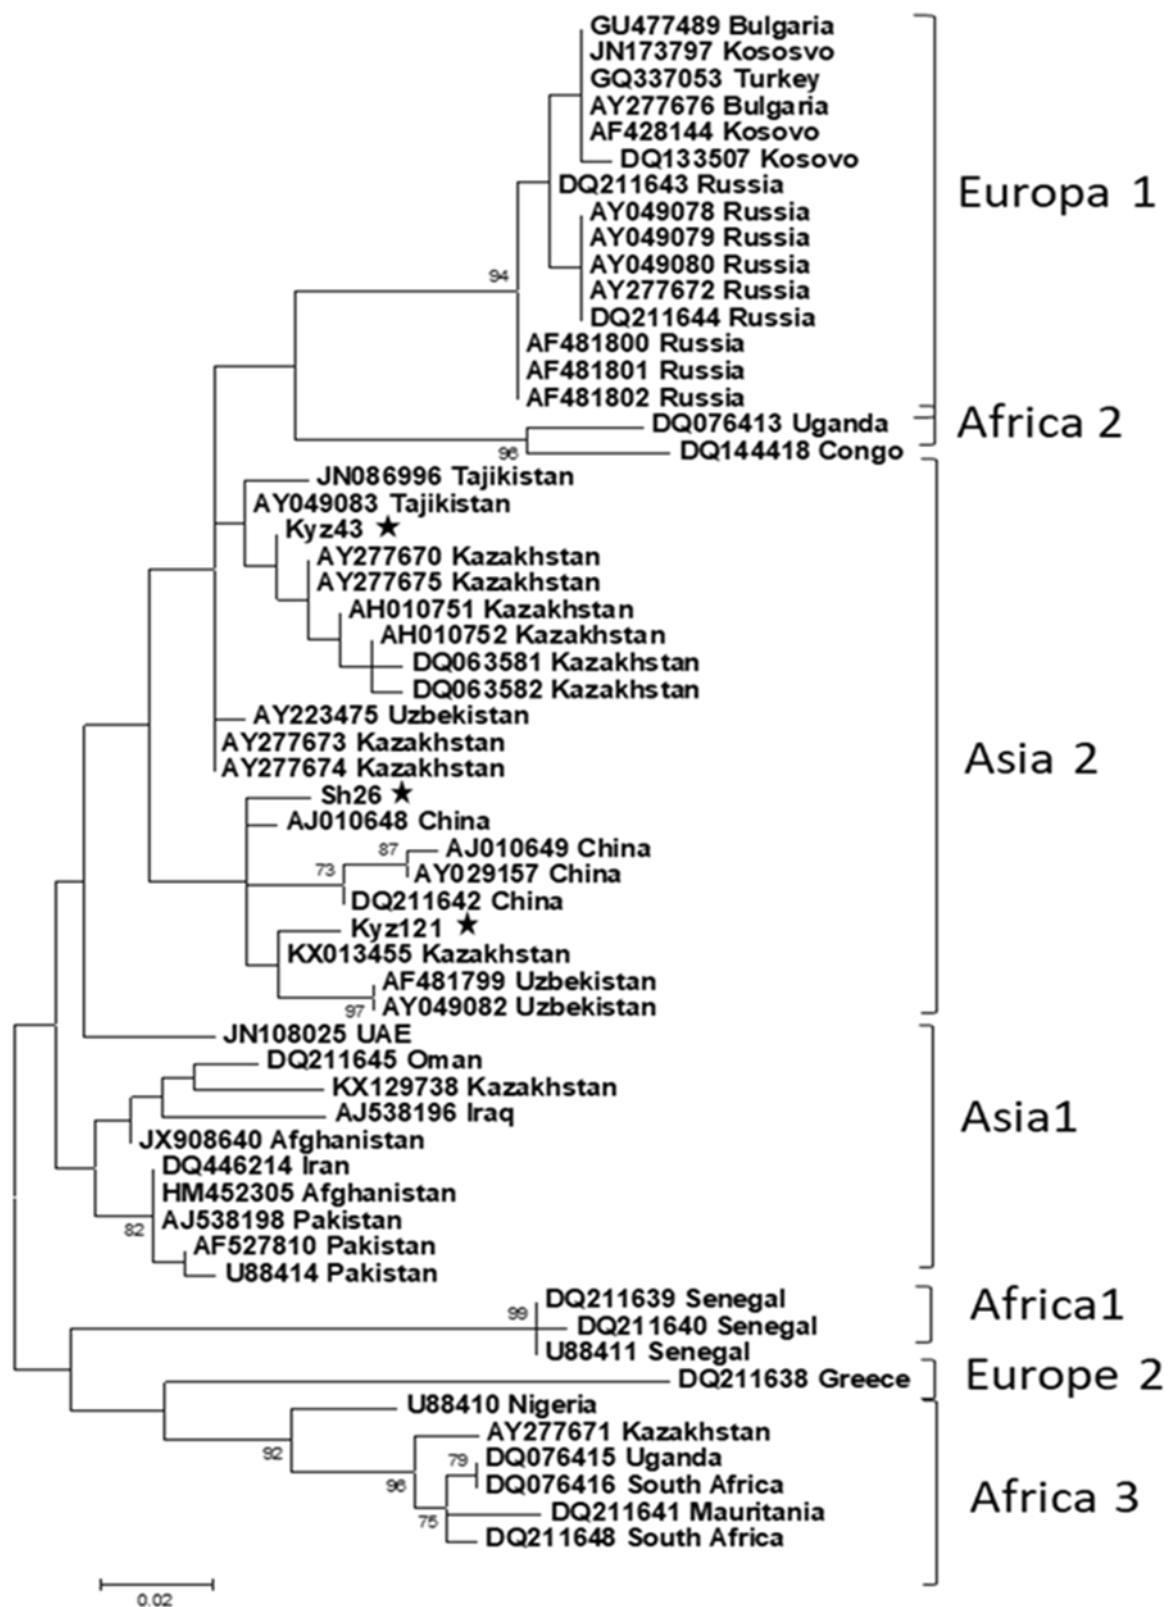 GU477489 Bulgaria
JN173797 Kososvo
GQ337053 Turkey
AY277676 Bulgaria
AF428144 Kosovo
DQ133507 Kosovo
DQ211643 Russia
Europa 1
AY049078 Russia
AY049079 Russia
AY049080 Russia
94
AY277672 Russia
DQ211644 Russia
AF481800 Russia
AF481801 Russia
AF481802 Russia
DQ076413 Uganda
Africa 2
96
DQ144418 Congo
JN086996 Tajikistan
AY049083 Tajikistan
Kyz43 ★
AY277670 Kazakhstan
AY277675 Kazakhstan
AH010751 Kazakhstan
AH010752 Kazakhstan
DQ063581 Kazakhstan
DQ063582 Kazakhstan
AY223475 Uzbekistan
AY277673 Kazakhstan
Asia 2
AY277674 Kazakhstan
Sh26 ★
AJ010648 China
87
AJ010649 China
73
AY029157 China
DQ211642 China
Kyz121 ★
KX013455 Kazakhstan
AF481799 Uzbekistan
97
AY049082 Uzbekistan
JN108025 UAE
DQ211645 Oman
KX129738 Kazakhstan
AJ538196 Iraq
Asia1
JX908640 Afghanistan
DQ446214 Iran
HM452305 Afghanistan
AJ538198 Pakistan
82
AF527810 Pakistan
U88414 Pakistan
DQ211639 Senegal
Africa1
99
DQ211640 Senegal
U88411 Senegal
DQ211638 Greece
Europe 2
U88410 Nigeria
AY277671 Kazakhstan
92
79
DQ076415 Uganda
96
DQ076416 South Africa
Africa 3
DQ211641 Mauritania
75
DQ211648 South Africa
0.02